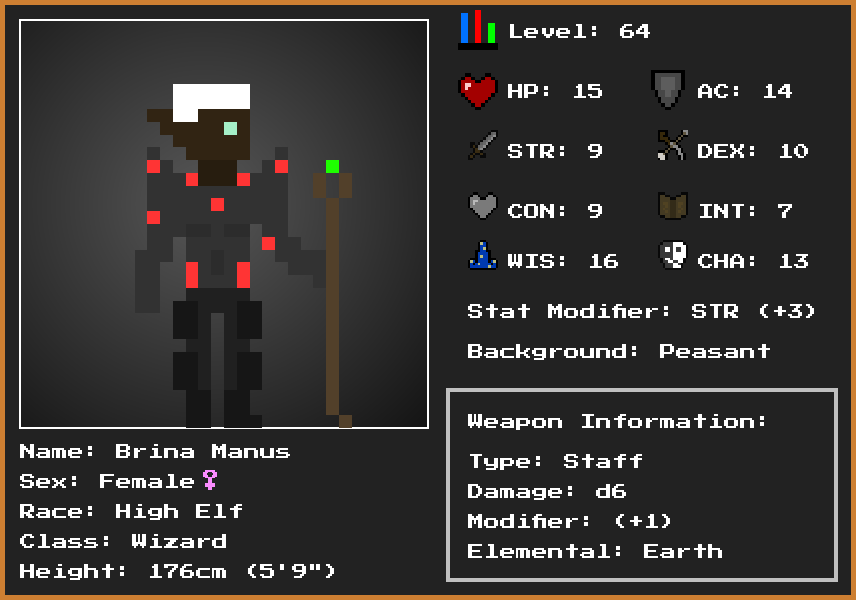 Level: 64
HP: 15
AC: 14
STR: 9
DEX: 10
CON: 9
INT: 7
WIS: 16
CHA: 13
Stat Modifier: STR (+3)
Background: Peasant
Weapon Information:
Type: Staff
Damage: d6
Modifier: (+1)
Elemental: Earth
Name: Brina Manus
Sex: Female♀
Race: High Elf
Class: Wizard
Height: 176cm (5'9")